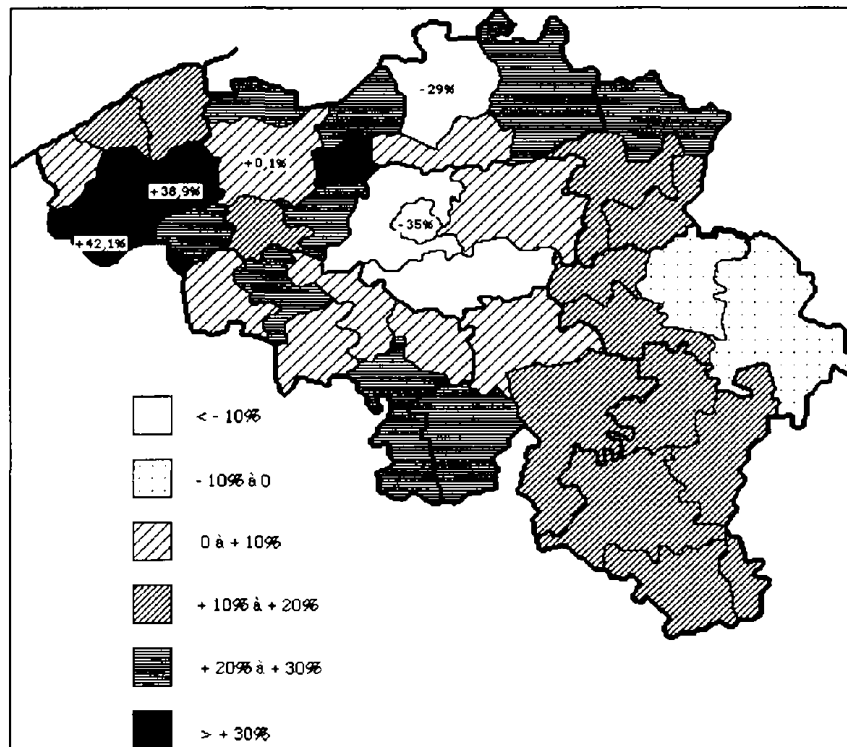 -29%
+0,1%
+38,9%
-35%
+42,1%
< - 10%
- 10% à 0
0 à + 10%
+ 10% à + 20%
+ 20% à + 30%
> + 30%